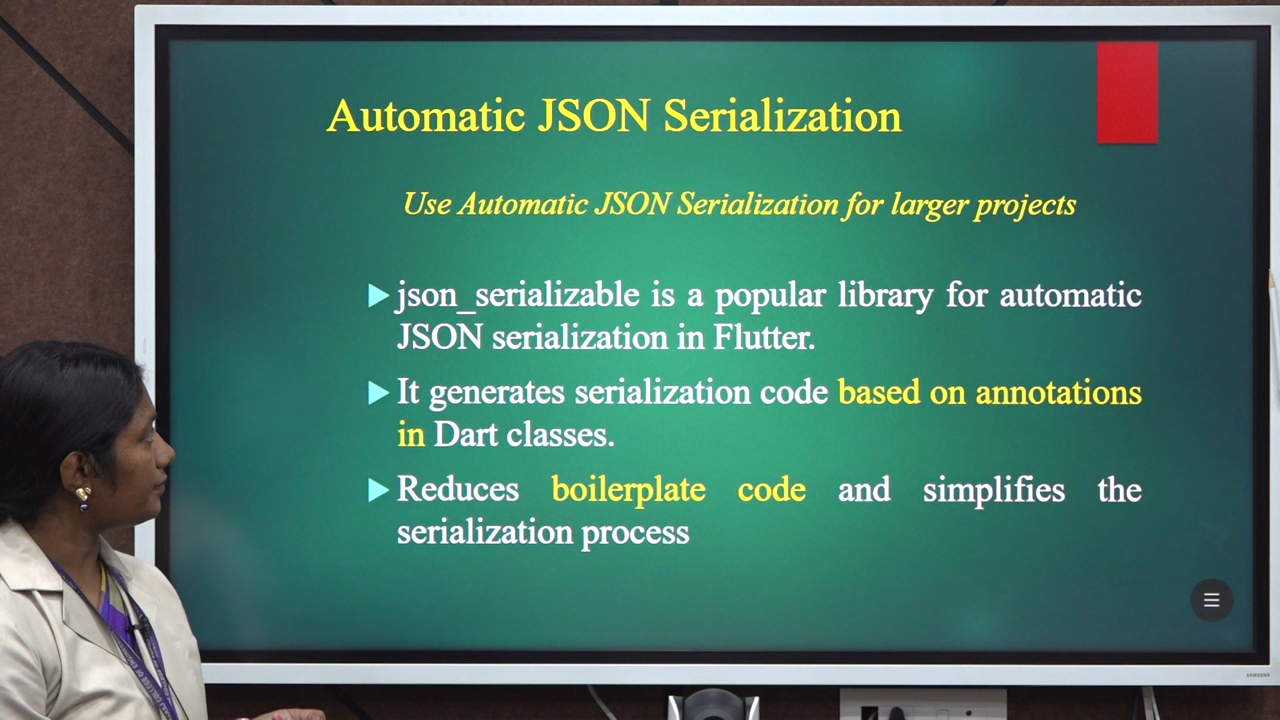 Automatic JSON Serialization
Use Automatic JSON Serialization for larger projects
json_serializable is a popular library for automatic
JSON serialization in Flutter.
It generates serialization code based on annotations
in Dart classes.
Reduces boilerplate code and simplifies the
serialization process
SAMSUNG